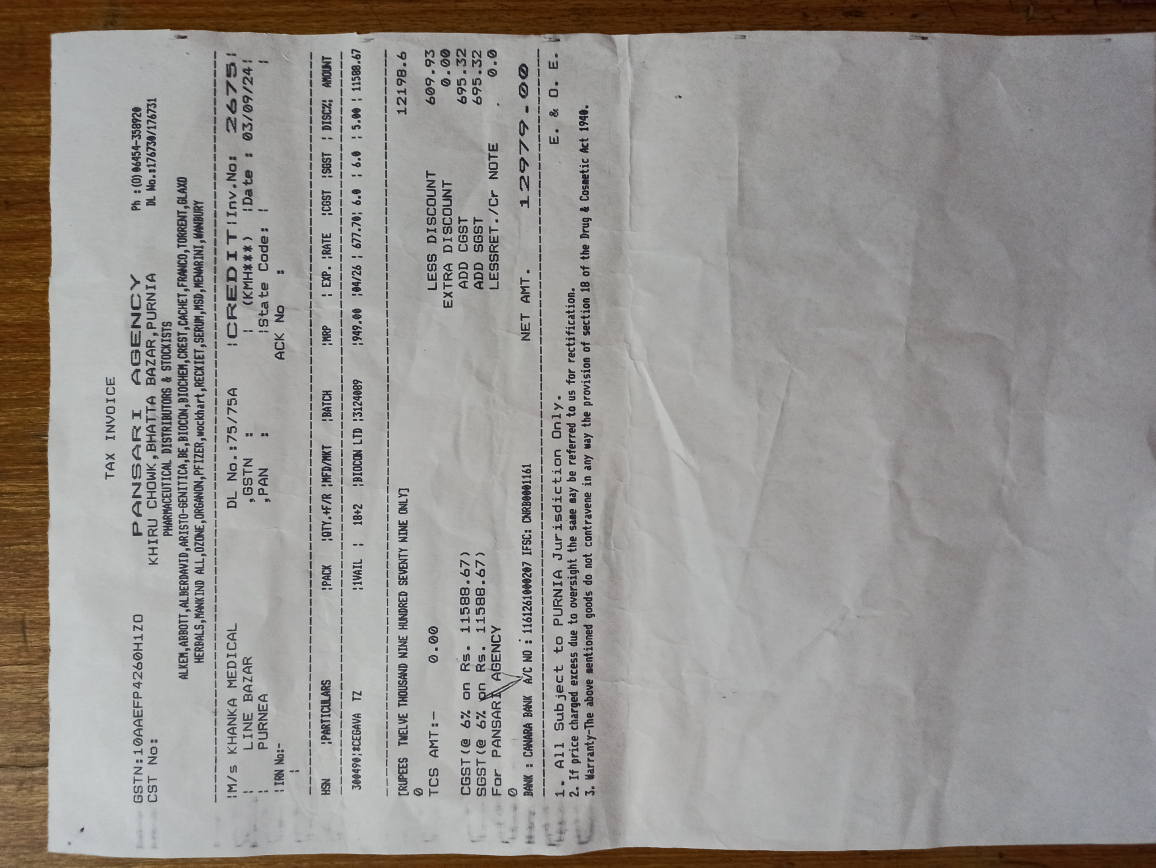 TAX INVOICE
GSTN:10AAEFP4260H1ZO PANSARI AGENCY Ph :(O)06454-358920
CST No: KHIRU CHOWK,BHATTA BAZAR,PURNIA DL No.:176730/176731
PHARMACEUTICAL DISTRIBUTORS & STOCKISTS
ALKEM,ABBOTT,ALBERDAVID,ARISTO-GENITICA,BE,BIOCON,BIOCHEM,CREST,CACHET,FRANCO,TORRENT,GLAXO
HERBALS,MANKIND ALL,OZONE,ORGANON,PFIZER,Wockhart,RECKIET,SERUM,MSD,MENARINI,WANBURY
¦M/s KHANKA MEDICAL DL No.:75/75A ¦CREDIT¦Inv.No: 2675¦
¦ LINE BAZAR ,GSTN : ¦ (KMH***) ¦Date : 03/09/24¦
¦ PURNEA ,PAN : ¦State Code: ¦ ¦
¦IRN No:- ACK No :
¦
HSN ¦PARTICULARS ¦PACK ¦QTY.+F/R ¦MFD/MKT ¦BATCH ¦MRP ¦ EXP. ¦RATE ¦CGST ¦SGST ¦ DISC%¦ AMOUNT
300490¦*CEGAVA TZ ¦1VAIL ¦ 18+2 ¦BIOCON LTD ¦3124089 ¦949.00 ¦04/26 ¦ 677.70¦ 6.0 ¦ 6.0 ¦ 5.00 ¦ 11588.67
[RUPEES TWELVE THOUSAND NINE HUNDRED SEVENTY NINE ONLY] 12198.6
0
TCS AMT:- 0.00 LESS DISCOUNT 609.93
EXTRA DISCOUNT 0.00
CGST(@ 6% on Rs. 11588.67) ADD CGST 695.32
SGST(@ 6% on Rs. 11588.67) ADD SGST 695.32
For PANSARI AGENCY LESSRET./Cr NOTE . 0.0
0
BANK : CANARA BANK A/C NO : 1161261000207 IFSC: CNRB0001161 NET AMT. 12979.00
E. & O. E.
1. All Subject to PURNIA Jurisdiction Only.
2. If price charged excess due to oversight the same may be referred to us for rectification.
3. Warranty-The above mentioned goods do not contravene in any way the provision of section 18 of the Drug & Cosmetic Act 1940.